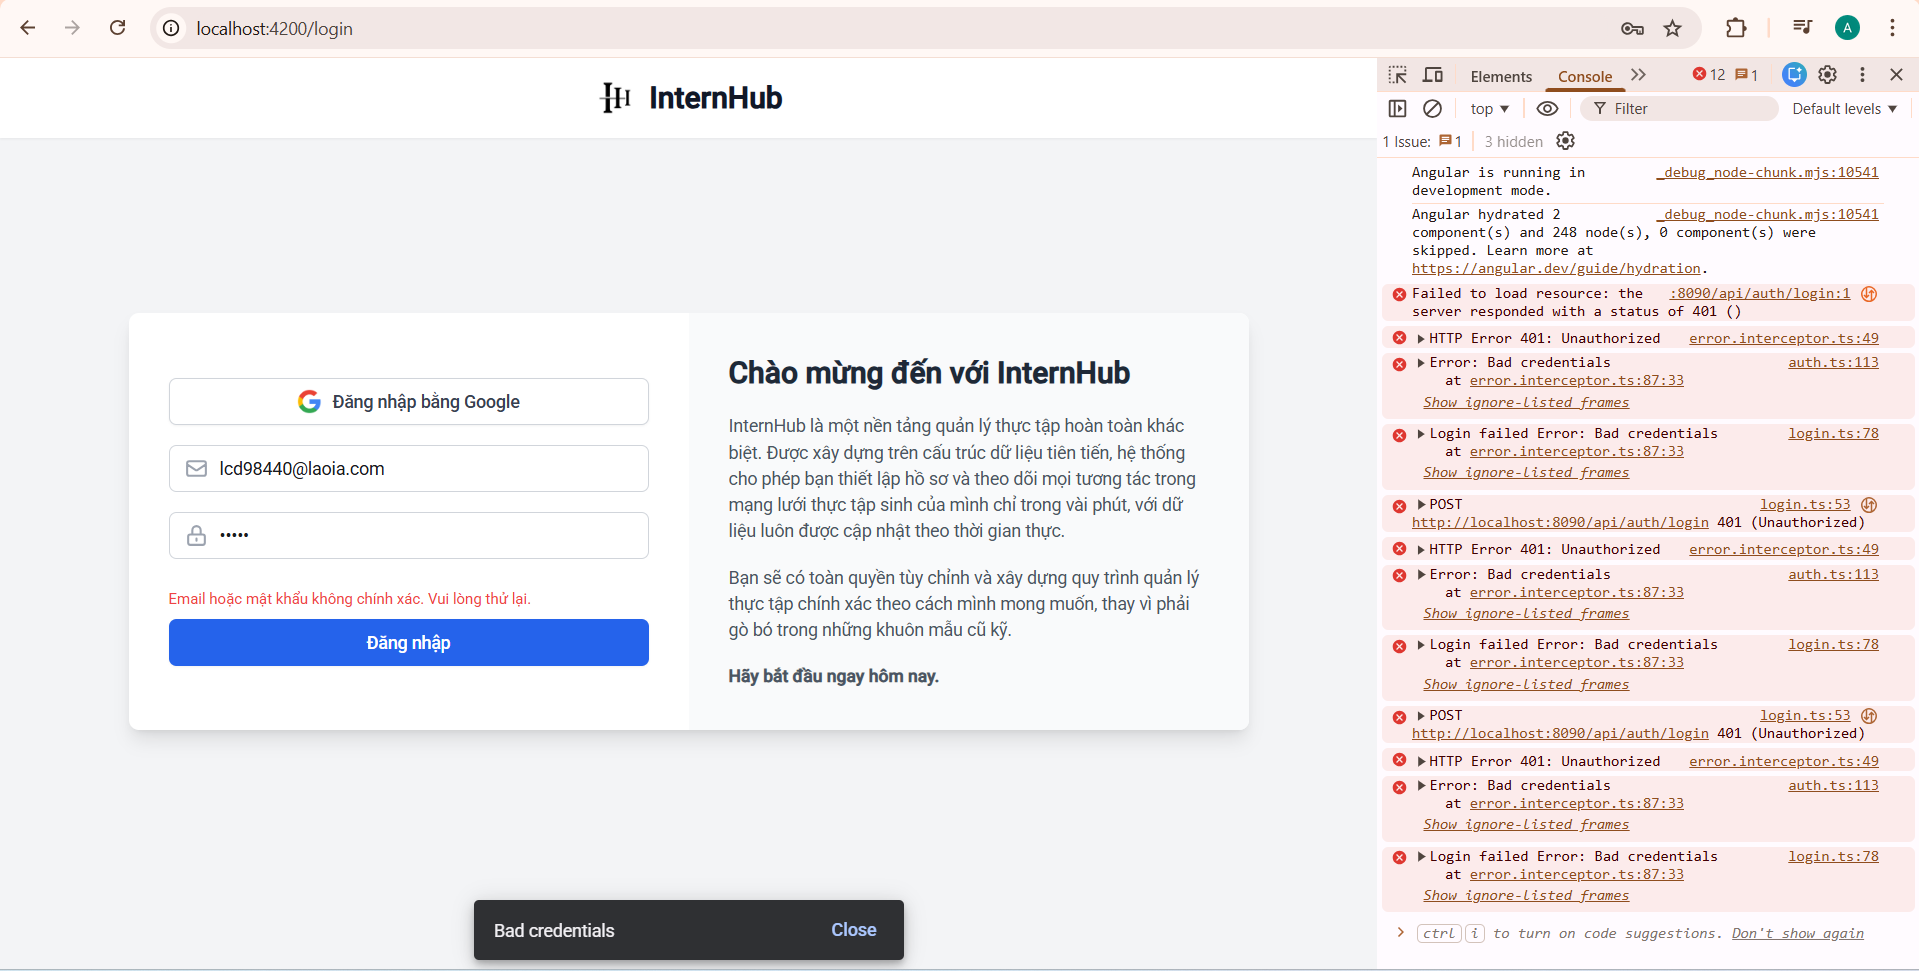 localhost:4200/login
A
InternHub
Đăng nhập bằng Google
lcd98440@laoia.com
•••••
Email hoặc mật khẩu không chính xác. Vui lòng thử lại.
Đăng nhập
Chào mừng đến với InternHub
InternHub là một nền tảng quản lý thực tập hoàn toàn khác
biệt. Được xây dựng trên cấu trúc dữ liệu tiên tiến, hệ thống
cho phép bạn thiết lập hồ sơ và theo dõi mọi tương tác trong
mạng lưới thực tập sinh của mình chỉ trong vài phút, với dữ
liệu luôn được cập nhật theo thời gian thực.
Bạn sẽ có toàn quyền tùy chỉnh và xây dựng quy trình quản lý
thực tập chính xác theo cách mình mong muốn, thay vì phải
gò bó trong những khuôn mẫu cũ kỹ.
Hãy bắt đầu ngay hôm nay.
Bad credentials Close
Elements Console 12 1
top Filter Default levels
1 Issue: 1 3 hidden
Angular is running in _debug_node-chunk.mjs:10541
development mode.
Angular hydrated 2 _debug_node-chunk.mjs:10541
component(s) and 248 node(s), 0 component(s) were
skipped. Learn more at
https://angular.dev/guide/hydration.
Failed to load resource: the :8090/api/auth/login:1
server responded with a status of 401 ()
HTTP Error 401: Unauthorized error.interceptor.ts:49
Error: Bad credentials auth.ts:113
at error.interceptor.ts:87:33
Show ignore-listed frames
Login failed Error: Bad credentials login.ts:78
at error.interceptor.ts:87:33
Show ignore-listed frames
POST login.ts:53
http://localhost:8090/api/auth/login 401 (Unauthorized)
HTTP Error 401: Unauthorized error.interceptor.ts:49
Error: Bad credentials auth.ts:113
at error.interceptor.ts:87:33
Show ignore-listed frames
Login failed Error: Bad credentials login.ts:78
at error.interceptor.ts:87:33
Show ignore-listed frames
POST login.ts:53
http://localhost:8090/api/auth/login 401 (Unauthorized)
HTTP Error 401: Unauthorized error.interceptor.ts:49
Error: Bad credentials auth.ts:113
at error.interceptor.ts:87:33
Show ignore-listed frames
Login failed Error: Bad credentials login.ts:78
at error.interceptor.ts:87:33
Show ignore-listed frames
ctrl i to turn on code suggestions. Don't show again